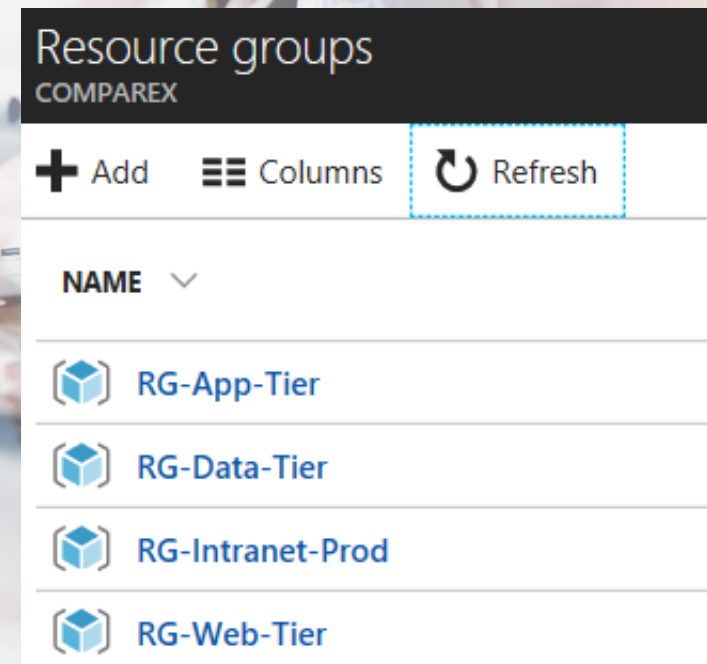 Resource groups
COMPAREX
Add Columns Refresh
NAME
RG-App-Tier
RG-Data-Tier
RG-Intranet-Prod
RG-Web-Tier